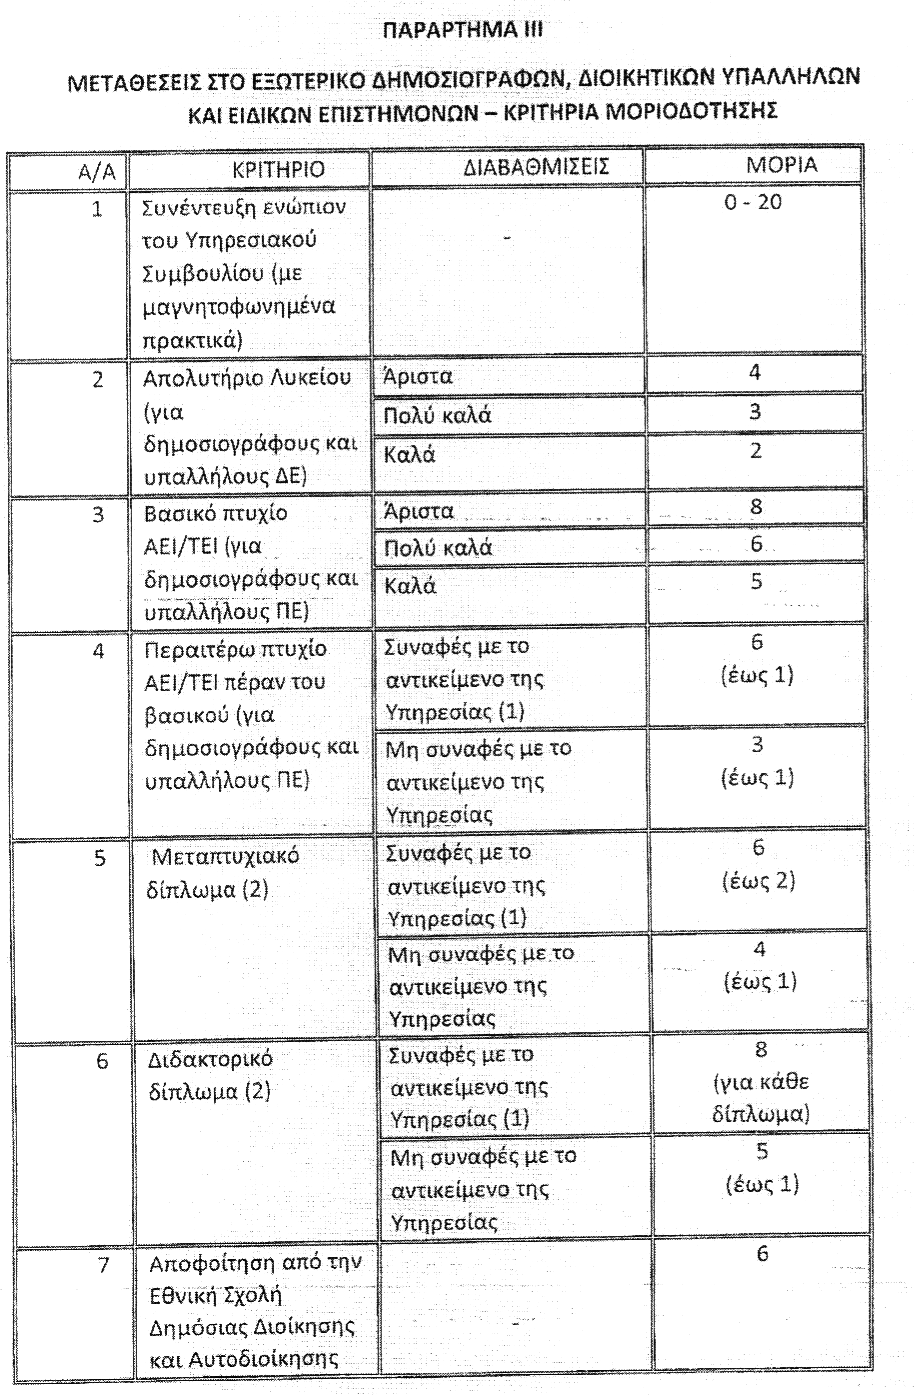 ΠΑΡΑΡΤΗΜΑ ΙΙΙ
ΜΕΤΑΘΕΣΕΙΣ ΣΤΟ ΕΞΩΤΕΡΙΚΟ ΔΗΜΟΣΙΟΓΡΑΦΩΝ, ΔΙΟΙΚΗΤΙΚΩΝ ΥΠΑΛΛΗΛΩΝ
ΚΑΙ ΕΙΔΙΚΩΝ ΕΠΙΣΤΗΜΟΝΩΝ – ΚΡΙΤΗΡΙΑ ΜΟΡΙΟΔΟΤΗΣΗΣ
Α/Α ΚΡΙΤΗΡΙΟ ΔΙΑΒΑΘΜΙΣΕΙΣ ΜΟΡΙΑ
1 Συνέντευξη ενώπιον - 0 - 20
του Υπηρεσιακού
Συμβουλίου (με
μαγνητοφωνημένα
πρακτικά)
2 Απολυτήριο Λυκείου Άριστα 4
(για Πολύ καλά 3
δημοσιογράφους και Καλά 2
υπαλλήλους ΔΕ)
3 Βασικό πτυχίο Άριστα 8
ΑΕΙ/ΤΕΙ (για Πολύ καλά 6
δημοσιογράφους και Καλά 5
υπαλλήλους ΠΕ)
4 Περαιτέρω πτυχίο Συναφές με το 6
ΑΕΙ/ΤΕΙ πέραν του αντικείμενο της (έως 1)
βασικού (για Υπηρεσίας (1)
δημοσιογράφους και Μη συναφές με το 3
υπαλλήλους ΠΕ) αντικείμενο της (έως 1)
Υπηρεσίας
5 Μεταπτυχιακό Συναφές με το 6
δίπλωμα (2) αντικείμενο της (έως 2)
Υπηρεσίας (1)
Μη συναφές με το 4
αντικείμενο της (έως 1)
Υπηρεσίας
6 Διδακτορικό Συναφές με το 8
δίπλωμα (2) αντικείμενο της (για κάθε
Υπηρεσίας (1) δίπλωμα)
Μη συναφές με το 5
αντικείμενο της (έως 1)
Υπηρεσίας
7 Αποφοίτηση από την - 6
Εθνική Σχολή
Δημόσιας Διοίκησης
και Αυτοδιοίκησης